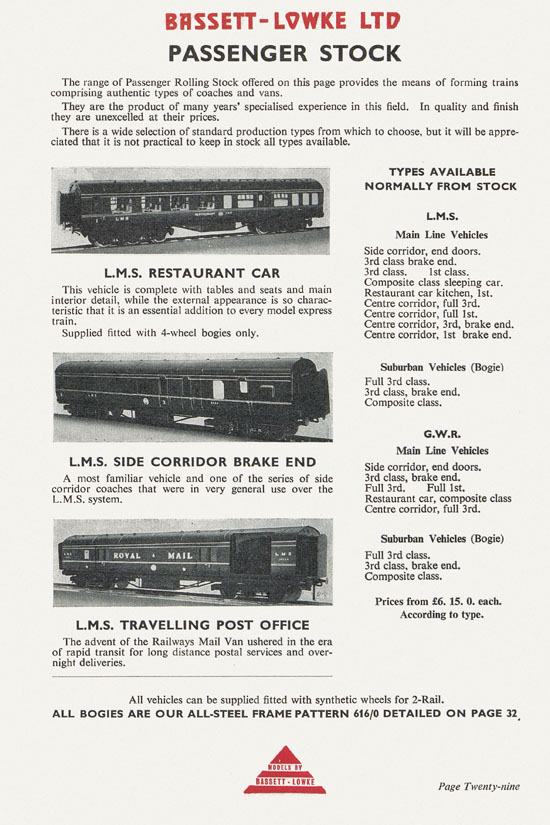 BASSETT-LOWKE LTD
PASSENGER STOCK
The range of Passenger Rolling Stock offered on this page provides the means of forming trains
comprising authentic types of coaches and vans.
They are the product of many years' specialised experience in this field. In quality and finish
they are unexcelled at their prices.
There is a wide selection of standard production types from which to choose, but it will be appre-
ciated that it is not practical to keep in stock all types available.
LMS
RESTAURANT CAR
L.M.S. RESTAURANT CAR
This vehicle is complete with tables and seats and main
interior detail, while the external appearance is so charac-
teristic that it is an essential addition to every model express
train.
Supplied fitted with 4-wheel bogies only.
L.M.S. SIDE CORRIDOR BRAKE END
A most familiar vehicle and one of the series of side
corridor coaches that were in very general use over the
L.M.S. system.
ROYAL MAIL
LMS
L.M.S. TRAVELLING POST OFFICE
The advent of the Railways Mail Van ushered in the era
of rapid transit for long distance postal services and over-
night deliveries.
TYPES AVAILABLE
NORMALLY FROM STOCK
L.M.S.
Main Line Vehicles
Side corridor, end doors.
3rd class brake end.
3rd class. 1st class.
Composite class sleeping car.
Restaurant car kitchen, 1st.
Centre corridor, full 3rd.
Centre corridor, full 1st.
Centre corridor, 3rd, brake end.
Centre corridor, 1st brake end.
Suburban Vehicles (Bogie)
Full 3rd class.
3rd class, brake end.
Composite class.
G.W.R.
Main Line Vehicles
Side corridor, end doors.
3rd class, brake end.
Full 3rd. Full 1st.
Restaurant car, composite class
Centre corridor, full 3rd.
Suburban Vehicles (Bogie)
Full 3rd class.
3rd class, brake end.
Composite class.
Prices from £6. 15. 0. each.
According to type.
All vehicles can be supplied fitted with synthetic wheels for 2-Rail.
ALL BOGIES ARE OUR ALL-STEEL FRAME PATTERN 616/0 DETAILED ON PAGE 32.
MODELS BY
BASSETT-LOWKE
Page Twenty-nine